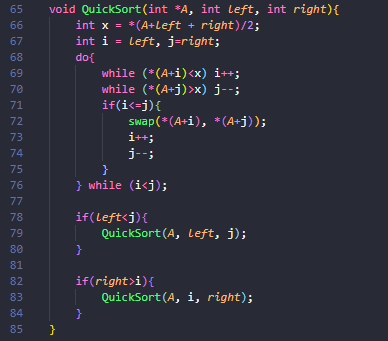 65 void QuickSort(int *A, int left, int right){
66     int x = *(A+left + right)/2;
67     int i = left, j=right;
68     do{
69         while (*(A+i)<x) i++;
70         while (*(A+j)>x) j--;
71         if(i<=j){
72             swap(*(A+i), *(A+j));
73             i++;
74             j--;
75         }
76     } while (i<j);
77
78     if(left<j){
79         QuickSort(A, left, j);
80     }
81
82     if(right>i){
83         QuickSort(A, i, right);
84     }
85 }